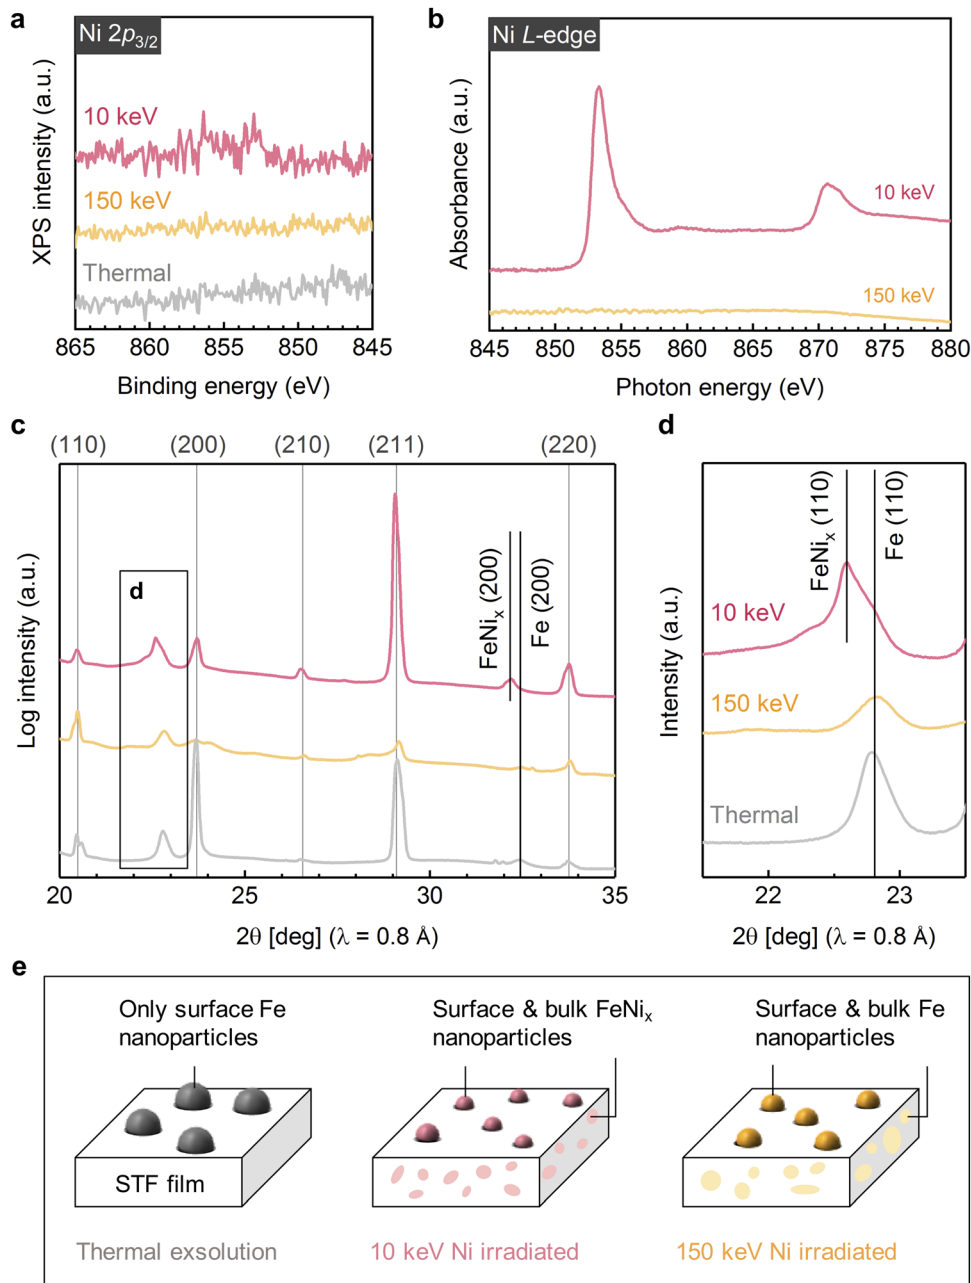 a
Ni 2p3/2
XPS intensity (a.u.)
10 keV
150 keV
Thermal
865 860 855 850 845
Binding energy (eV)
b
Ni L-edge
Absorbance (a.u.)
10 keV
150 keV
845 850 855 860 865 870 875 880
Photon energy (eV)
c
(110) (200) (210) (211) (220)
Log intensity (a.u.)
d
FeNix (200)
Fe (200)
20 25 30 35
2θ [deg] (λ = 0.8 Å)
d
Intensity (a.u.)
FeNix (110)
Fe (110)
10 keV
150 keV
Thermal
22 23
2θ [deg] (λ = 0.8 Å)
e
Only surface Fe
nanoparticles
STF film
Thermal exsolution
Surface & bulk FeNix
nanoparticles
10 keV Ni irradiated
Surface & bulk Fe
nanoparticles
150 keV Ni irradiated